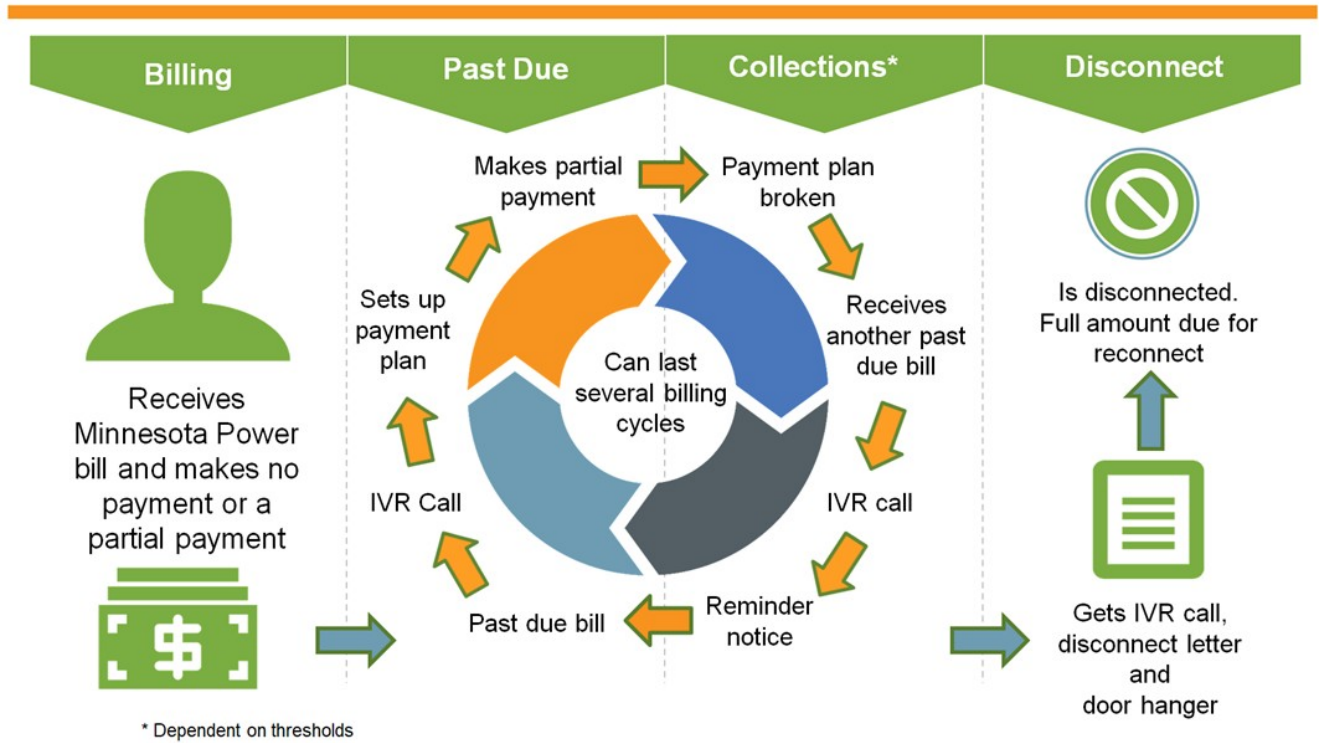 Billing
Past Due
Collections*
Disconnect
Receives
Minnesota Power
bill and makes no
payment or a
partial payment
$
Makes partial
payment
Payment plan
broken
Sets up
payment
plan
Receives
another past
due bill
Can last
several billing
cycles
IVR Call
IVR call
Past due bill
Reminder
notice
Is disconnected.
Full amount due for
reconnect
Gets IVR call,
disconnect letter
and
door hanger
* Dependent on thresholds